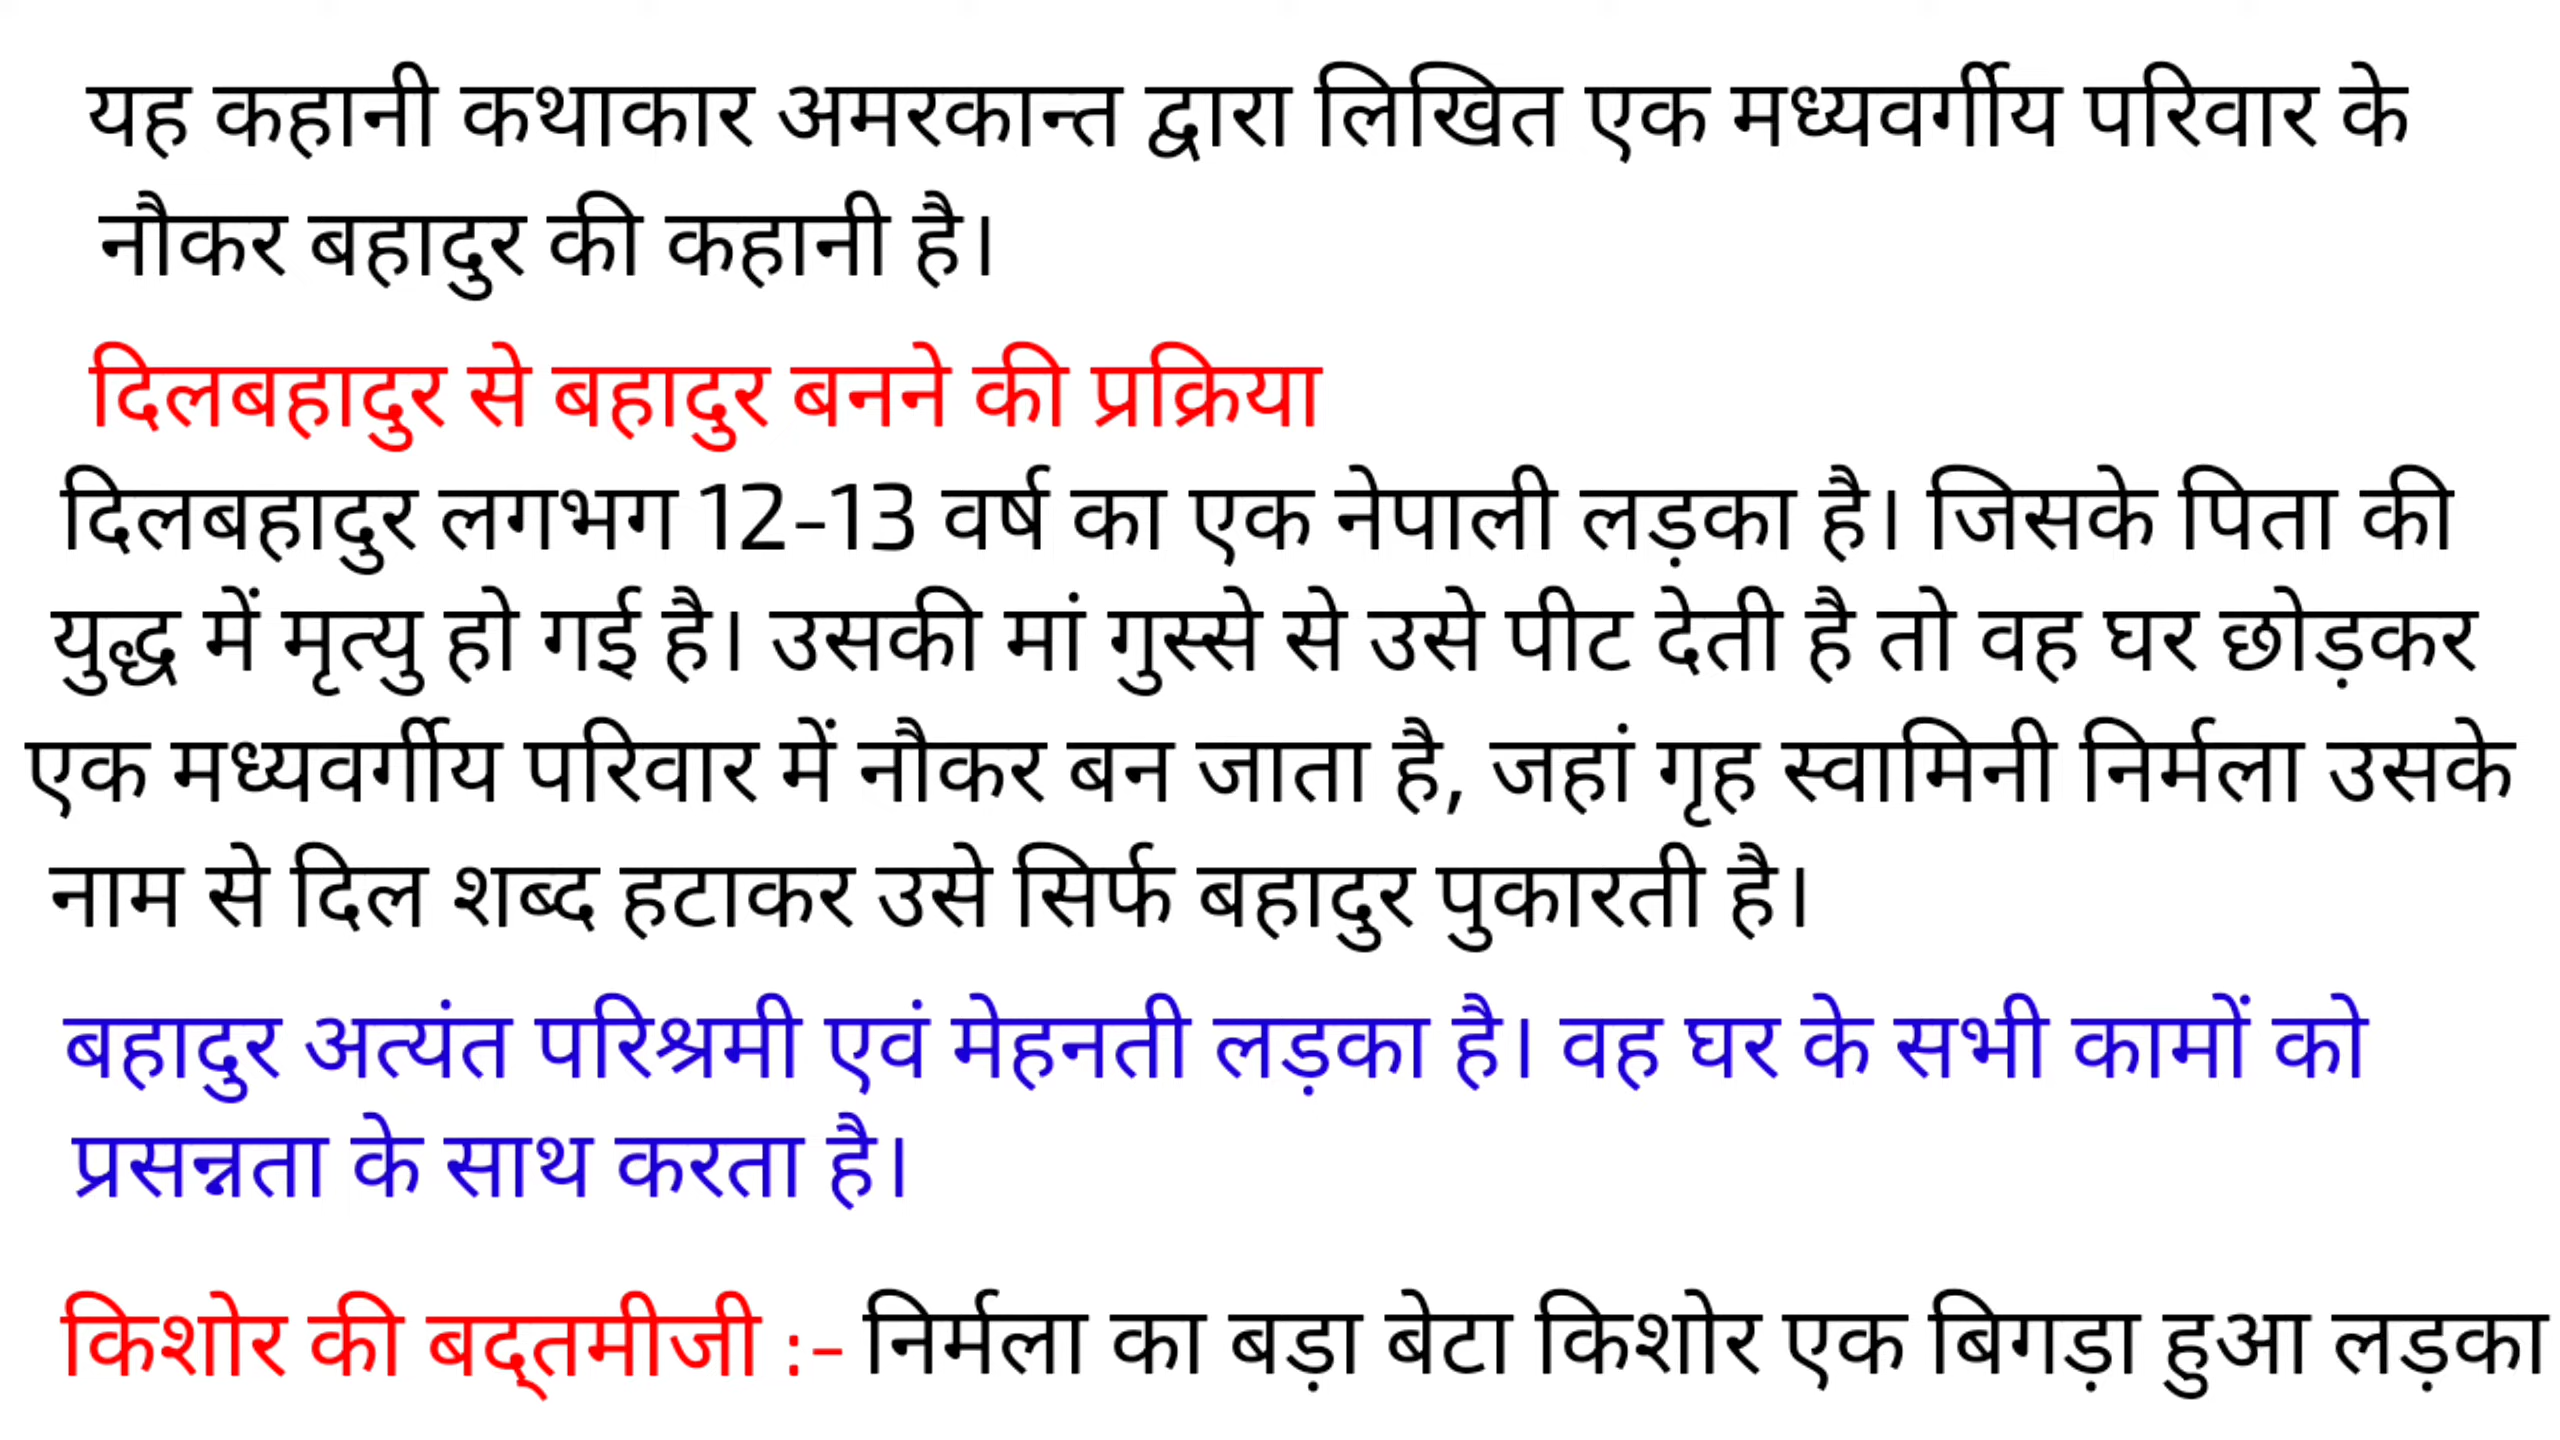 यह कहानी कथाकार अमरकान्त द्वारा लिखित एक मध्यवर्गीय परिवार के
नौकर बहादुर की कहानी है।
दिलबहादुर से बहादुर बनने की प्रक्रिया
दिलबहादुर लगभग 12-13 वर्ष का एक नेपाली लड़का है। जिसके पिता की
युद्ध में मृत्यु हो गई है। उसकी मां गुस्से से उसे पीट देती है तो वह घर छोड़कर
एक मध्यवर्गीय परिवार में नौकर बन जाता है, जहां गृह स्वामिनी निर्मला उसके
नाम से दिल शब्द हटाकर उसे सिर्फ बहादुर पुकारती है।
बहादुर अत्यंत परिश्रमी एवं मेहनती लड़का है। वह घर के सभी कामों को
प्रसन्नता के साथ करता है।
किशोर की बद्तमीजी :- निर्मला का बड़ा बेटा किशोर एक बिगड़ा हुआ लड़का